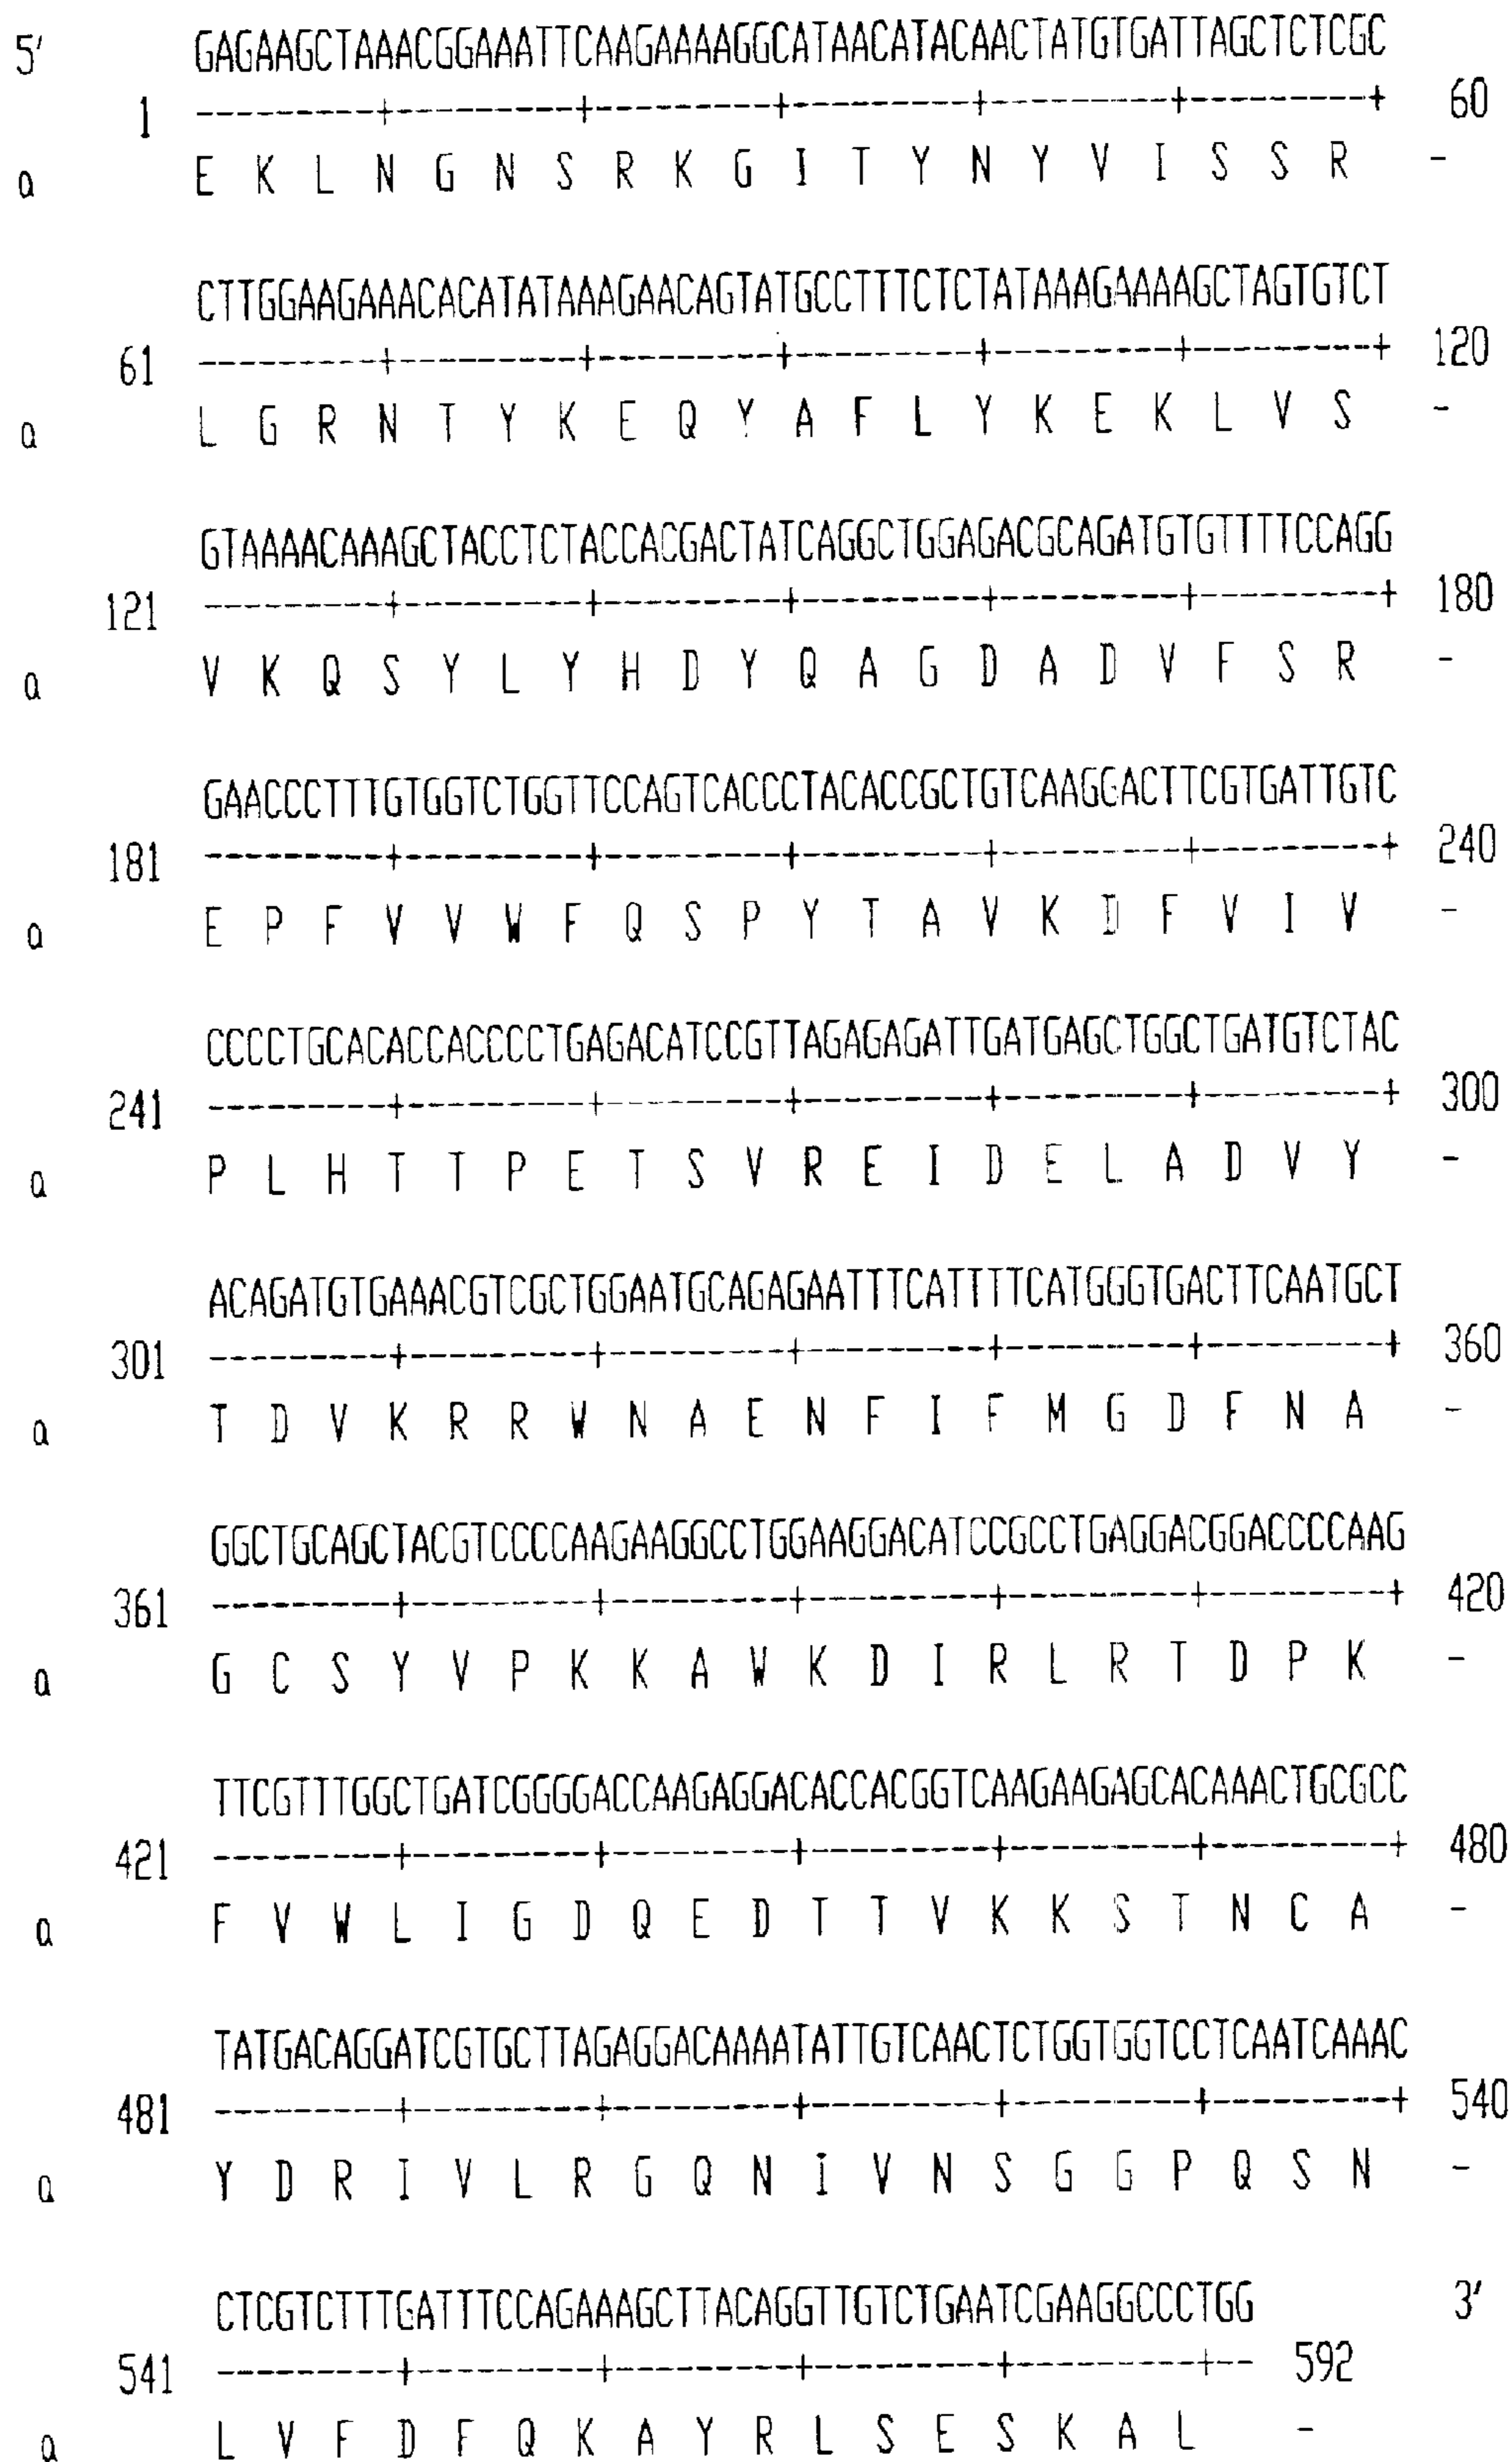 5' GAGAAGCTAAACGGAAATTCAAGAAAAGGCATAACATACAACTATGTGATTAGCTCTCGC
1 ---------+---------+---------+---------+---------+---------+ 60
a E K L N G N S R K G I T Y N Y V I S S R -
CTTGGAAGAAACACATATAAAGAACAGTATGCCTTTCTCTATAAAGAAAAGCTAGTGTCT
61 ---------+---------+---------+---------+---------+---------+ 120
a L G R N T Y K E Q Y A F L Y K E K L V S -
GTAAAACAAAGCTACCTCTACCACGACTATCAGGCTGGAGACGCAGATGTGTTTTCCAGG
121 ---------+---------+---------+---------+---------+---------+ 180
a V K Q S Y L Y H D Y Q A G D A D V F S R -
GAACCCTTTGTGGTCTGGTTCCAGTCACCCTACACCGCTGTCAAGGACTTCGTGATTGTC
181 ---------+---------+---------+---------+---------+---------+ 240
a E P F V V W F Q S P Y T A V K D F V I V -
CCCCTGCACACCACCCCTGAGACATCCGTTAGAGAGATTGATGAGCTGGCTGATGTCTAC
241 ---------+---------+---------+---------+---------+---------+ 300
a P L H T T P E T S V R E I D E L A D V Y -
ACAGATGTGAAACGTCGCTGGAATGCAGAGAATTTCATTTTCATGGGTGACTTCAATGCT
301 ---------+---------+---------+---------+---------+---------+ 360
a T D V K R R W N A E N F I F M G D F N A -
GGCTGCAGCTACGTCCCCAAGAAGGCCTGGAAGGACATCCGCCTGAGGACGGACCCCAAG
361 ---------+---------+---------+---------+---------+---------+ 420
a G C S Y V P K K A W K D I R L R T D P K -
TTCGTTTGGCTGATCGGGGACCAAGAGGACACCACGGTCAAGAAGAGCACAAACTGCGCC
421 ---------+---------+---------+---------+---------+---------+ 480
a F V W L I G D Q E D T T V K K S T N C A -
TATGACAGGATCGTGCTTAGAGGACAAAATATTGTCAACTCTGGTGGTCCTCAATCAAAC
481 ---------+---------+---------+---------+---------+---------+ 540
a Y D R I V L R G Q N I V N S G G P Q S N -
CTCGTCTTTGATTTCCAGAAAGCTTACAGGTTGTCTGAATCGAAGGCCCTGG 3'
541 ---------+---------+---------+---------+---------+-- 592
a L V F D F Q K A Y R L S E S K A L -